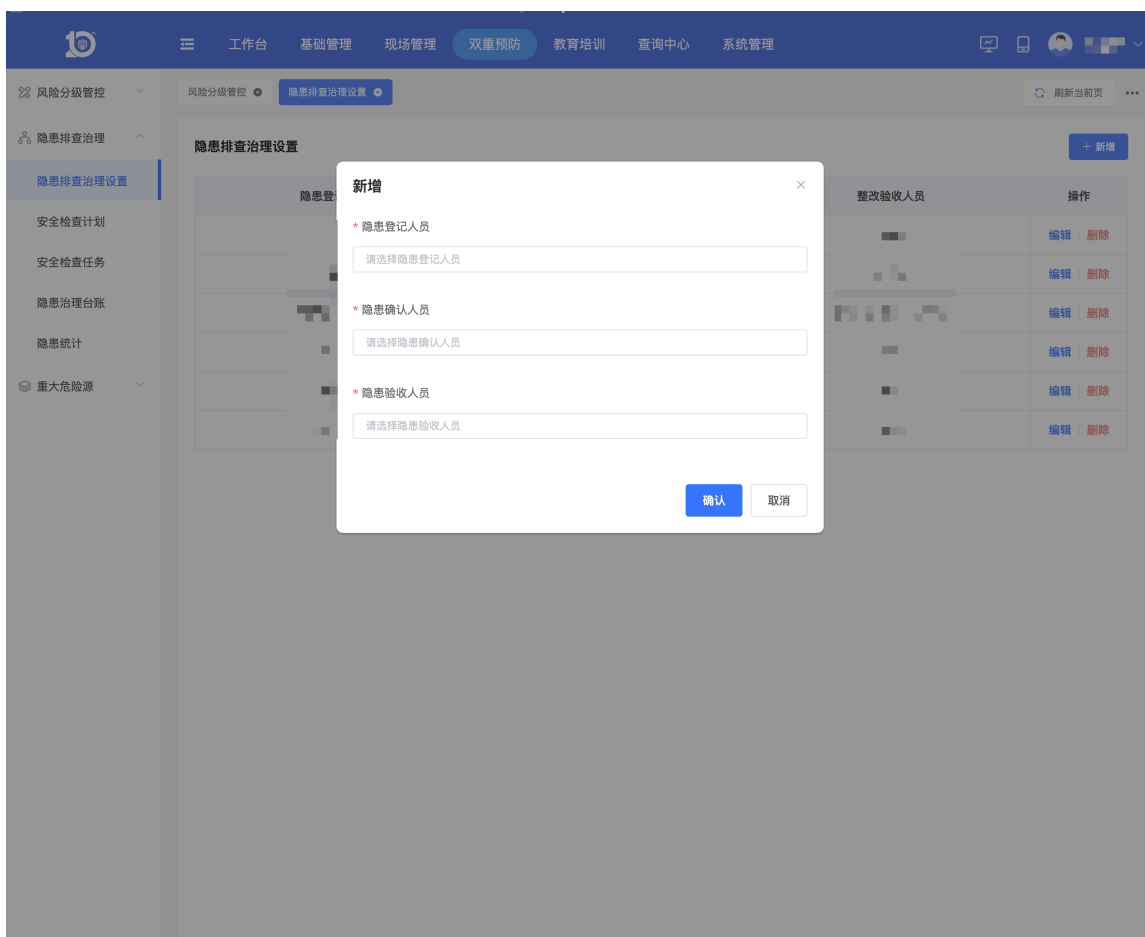 工作台 基础管理 现场管理 双重预防 教育培训 查询中心 系统管理
风险分级管控
隐患排查治理
隐患排查治理设置
安全检查计划
安全检查任务
隐患治理台账
隐患统计
重大危险源
风险分级管控 隐患排查治理设置 刷新当前页
隐患排查治理设置 + 新增
隐患登 整改验收人员 操作
编辑 删除
编辑 删除
编辑 删除
编辑 删除
编辑 删除
编辑 删除
新增
* 隐患登记人员
请选择隐患登记人员
* 隐患确认人员
请选择隐患确认人员
* 隐患验收人员
请选择隐患验收人员
确认 取消